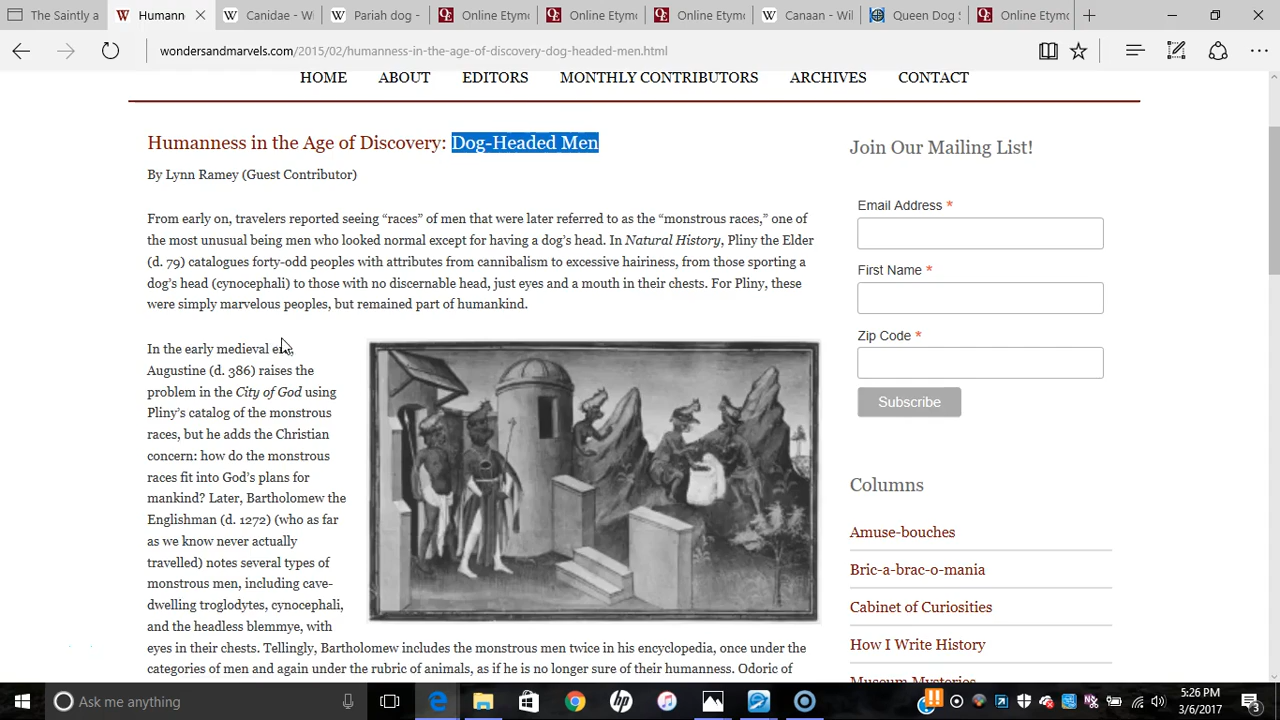 The Saintly a
Humann
Canidae - W
Pariah dog -
Online Etymo
Online Etymo
Online Etymo
Canaan - Wil
Queen Dog S
Online Etymo
wondersandmarvels.com/2015/02/humanness-in-the-age-of-discovery-dog-headed-men.html
HOME ABOUT EDITORS MONTHLY CONTRIBUTORS ARCHIVES CONTACT
Humanness in the Age of Discovery: Dog-Headed Men
By Lynn Ramey (Guest Contributor)
From early on, travelers reported seeing “races” of men that were later referred to as the “monstrous races,” one of
the most unusual being men who looked normal except for having a dog’s head. In Natural History, Pliny the Elder
(d. 79) catalogues forty-odd peoples with attributes from cannibalism to excessive hairiness, from those sporting a
dog’s head (cynocephali) to those with no discernable head, just eyes and a mouth in their chests. For Pliny, these
were simply marvelous peoples, but remained part of humankind.
In the early medieval era,
Augustine (d. 386) raises the
problem in the City of God using
Pliny’s catalog of the monstrous
races, but he adds the Christian
concern: how do the monstrous
races fit into God’s plans for
mankind? Later, Bartholomew the
Englishman (d. 1272) (who as far
as we know never actually
travelled) notes several types of
monstrous men, including cave-
dwelling troglodytes, cynocephali,
and the headless blemmye, with
eyes in their chests. Tellingly, Bartholomew includes the monstrous men twice in his encyclopedia, once under the
categories of men and again under the rubric of animals, as if he is no longer sure of their humanness. Odoric of
Join Our Mailing List!
Email Address *
First Name *
Zip Code *
Subscribe
Columns
Amuse-bouches
Bric-a-brac-o-mania
Cabinet of Curiosities
How I Write History
Museum Mysteries
Ask me anything
5:26 PM
3/6/2017